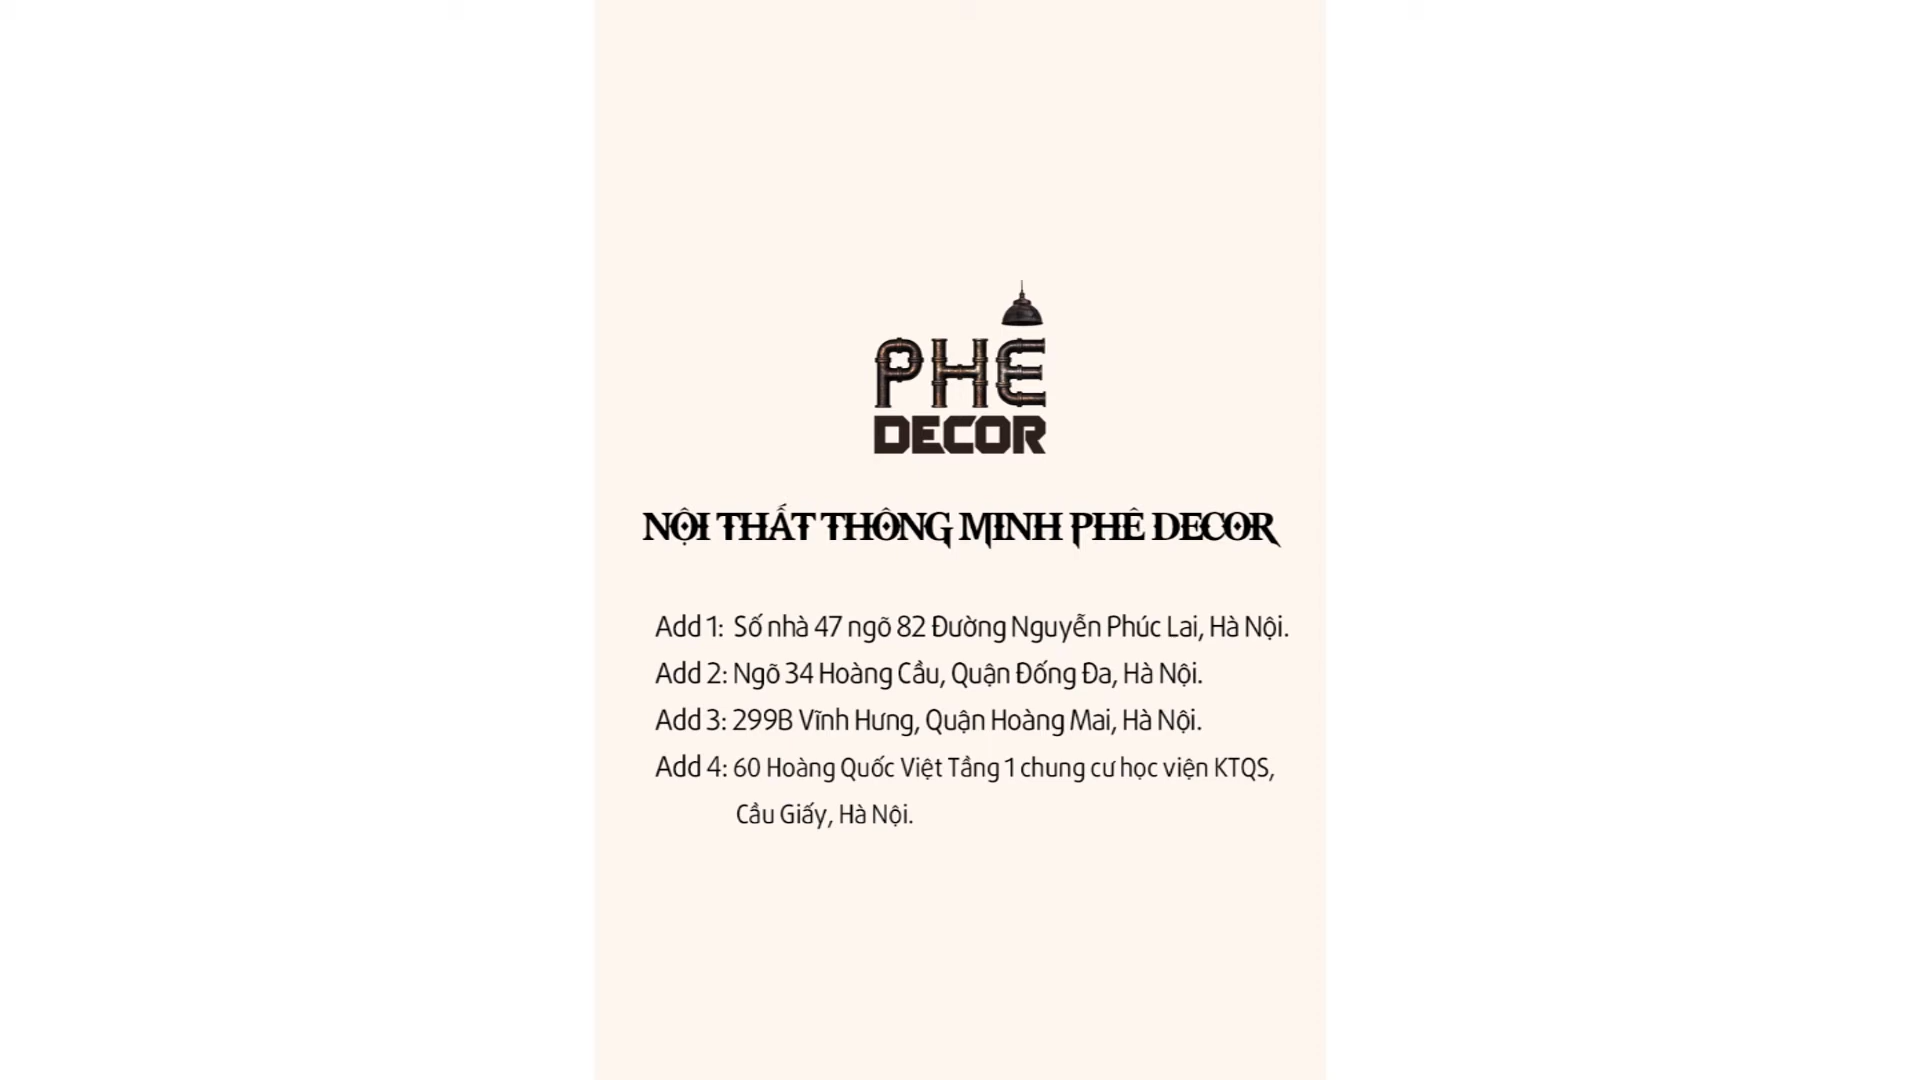 PHÊ
DECOR
NỘI THẤT THÔNG MINH PHÊ DECOR
Add 1: Số nhà 47 ngõ 82 Đường Nguyễn Phúc Lai, Hà Nội.
Add 2: Ngõ 34 Hoàng Cầu, Quận Đống Đa, Hà Nội.
Add 3: 299B Vĩnh Hưng, Quận Hoàng Mai, Hà Nội.
Add 4: 60 Hoàng Quốc Việt Tầng 1 chung cư học viện KTQS,
Cầu Giấy, Hà Nội.